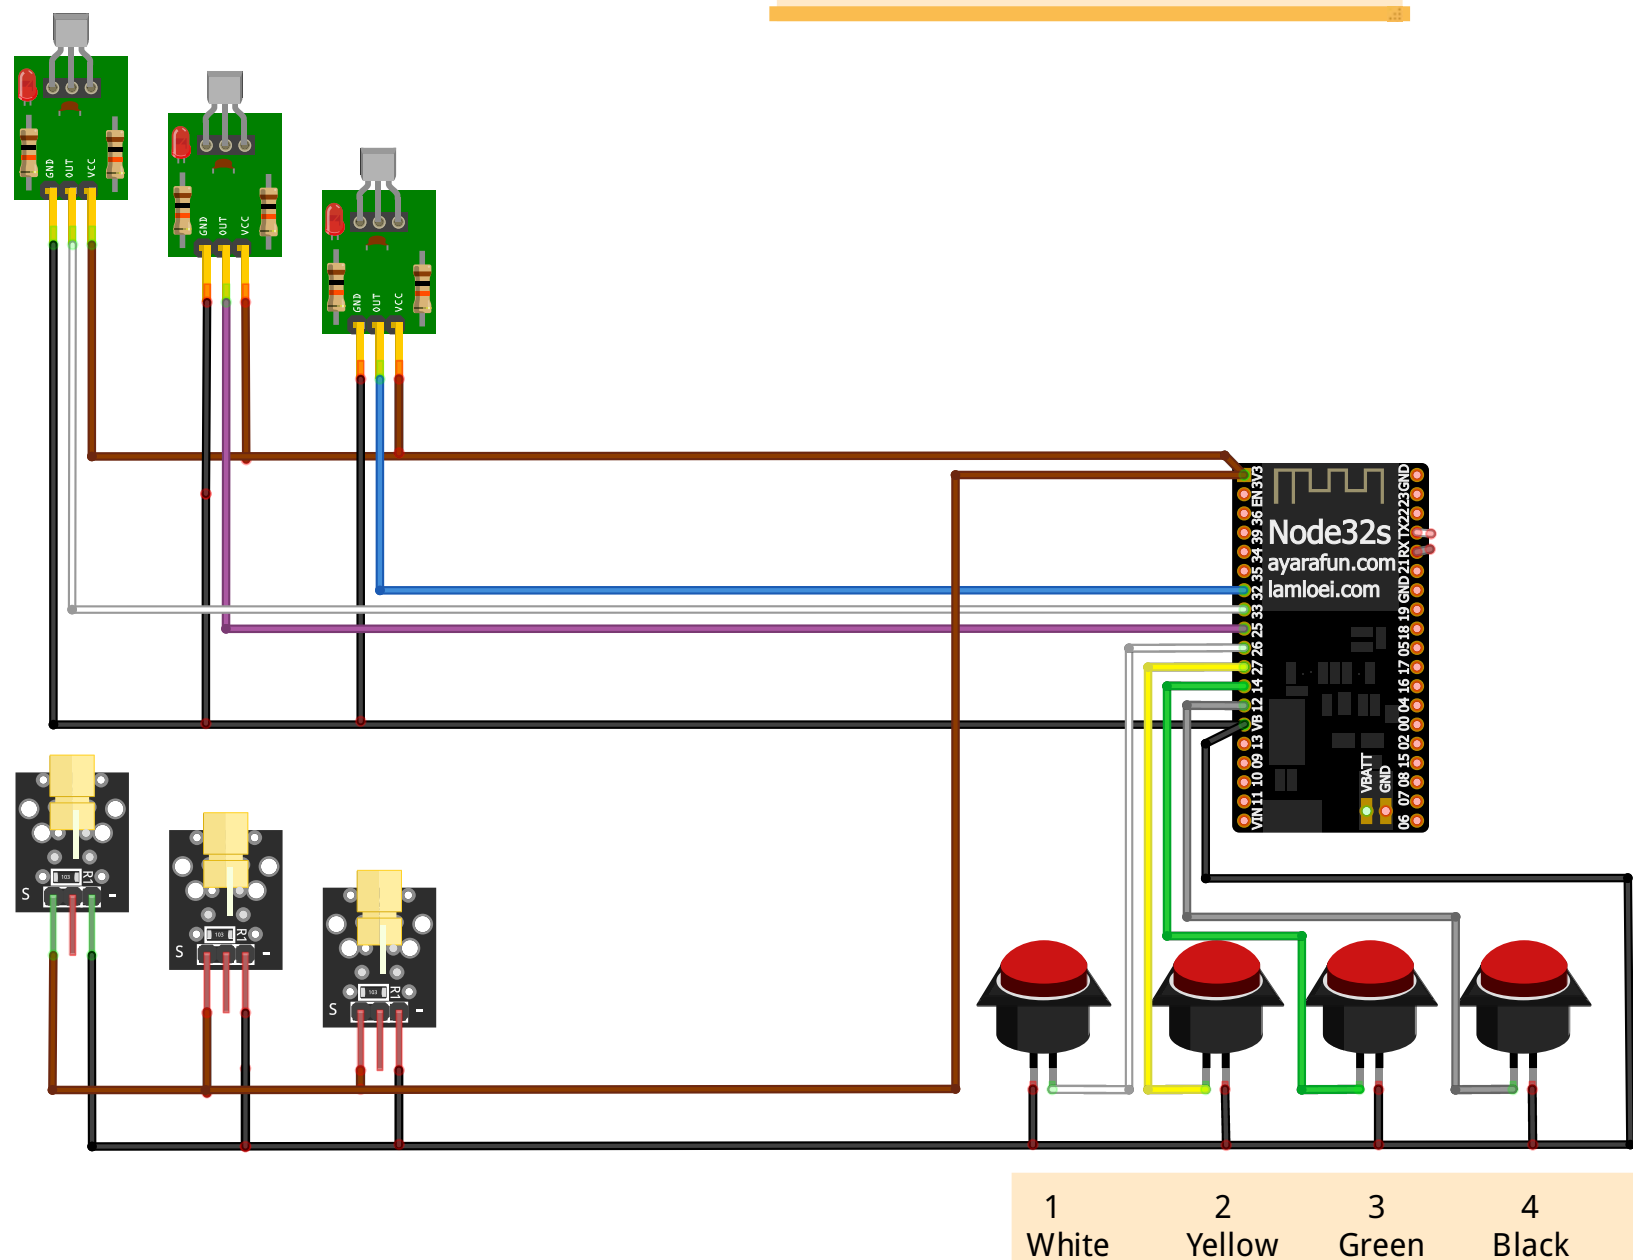 GND OUT VCC
GND OUT VCC
GND OUT VCC
Node32s
ayarafun.com
lamloei.com
3V3
EN
36
39
34
35
32
33
25
26
27
14
12
VB
13
09
10
11
VIN
GND
23
22
TX
RX
21
GND
19
18
05
17
16
04
00
02
15
08
07
06
VBATT
GND
S 103 R1 -
S 103 R1 -
S 103 R1 -
1 2 3 4
White Yellow Green Black